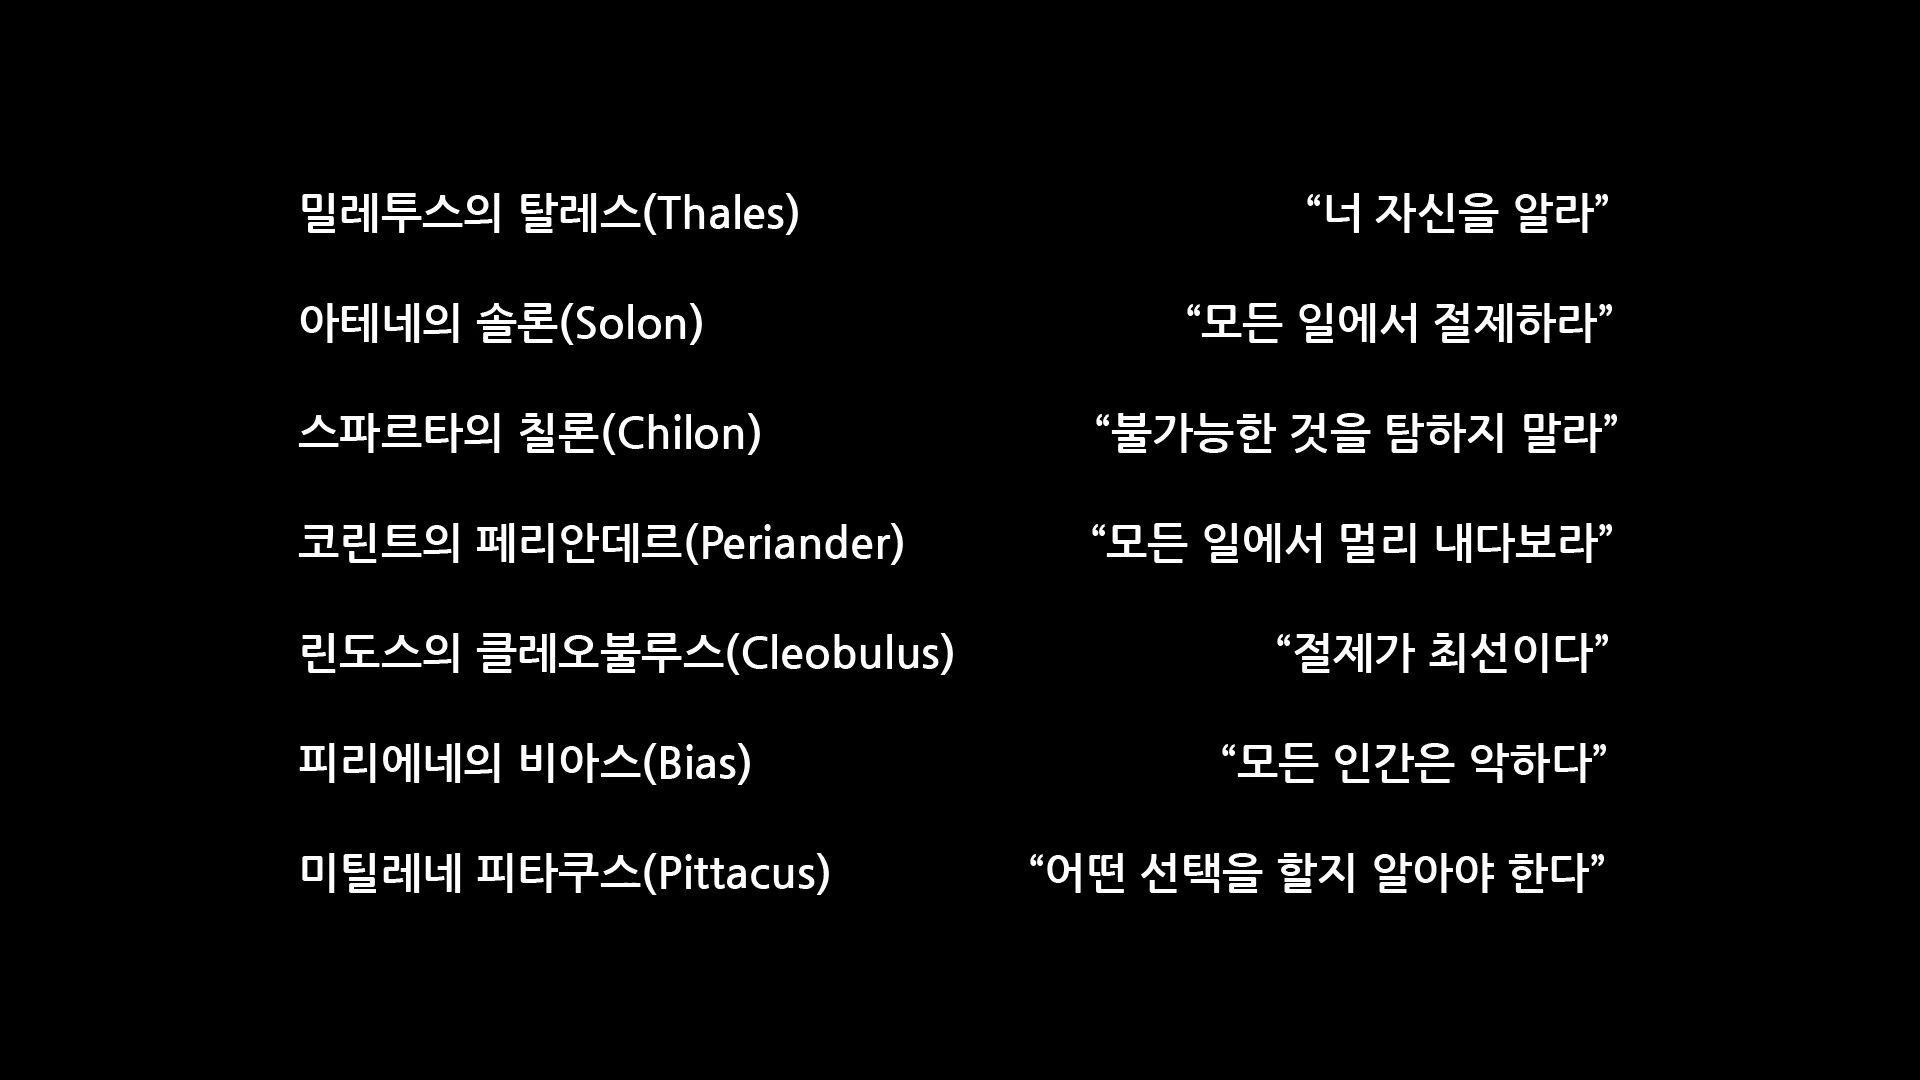 밀레투스의 탈레스(Thales) “너 자신을 알라”
아테네의 솔론(Solon) “모든 일에서 절제하라”
스파르타의 칠론(Chilon) “불가능한 것을 탐하지 말라”
코린트의 페리안데르(Periander) “모든 일에서 멀리 내다보라”
린도스의 클레오불루스(Cleobulus) “절제가 최선이다”
피리에네의 비아스(Bias) “모든 인간은 악하다”
미틸레네 피타쿠스(Pittacus) “어떤 선택을 할지 알아야 한다”